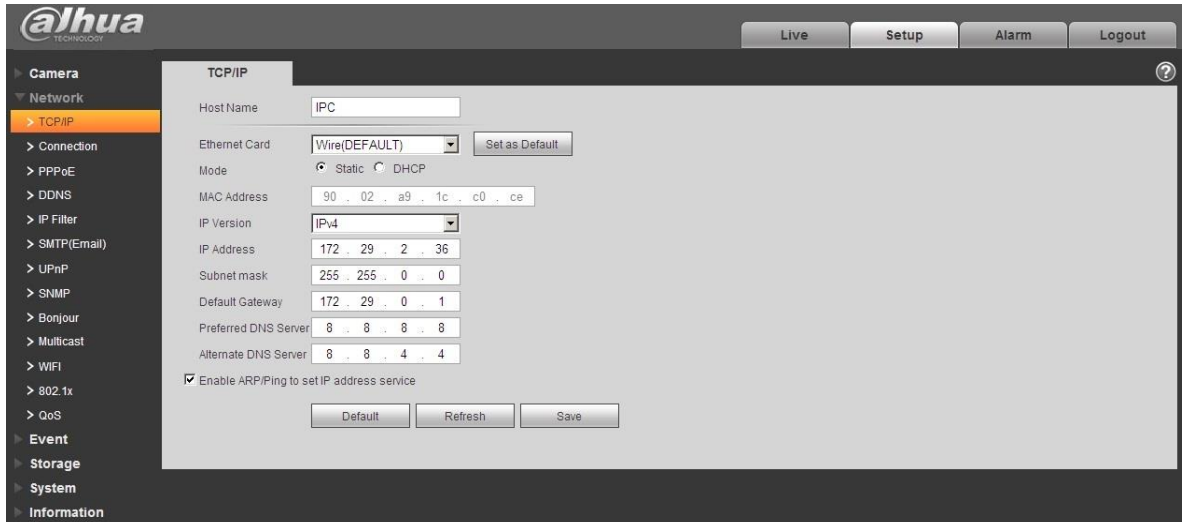 alhua
TECHNOLOGY
Live Setup Alarm Logout
Camera
Network
> TCP/IP
> Connection
> PPPoE
> DDNS
> IP Filter
> SMTP(Email)
> UPnP
> SNMP
> Bonjour
> Multicast
> WIFI
> 802.1x
> QoS
Event
Storage
System
Information
TCP/IP
?
Host Name IPC
Ethernet Card Wire(DEFAULT) Set as Default
Mode Static DHCP
MAC Address 90 . 02 . a9 . 1c . c0 . ce
IP Version IPv4
IP Address 172 . 29 . 2 . 36
Subnet mask 255 . 255 . 0 . 0
Default Gateway 172 . 29 . 0 . 1
Preferred DNS Server 8 . 8 . 8 . 8
Alternate DNS Server 8 . 8 . 4 . 4
Enable ARP/Ping to set IP address service
Default Refresh Save